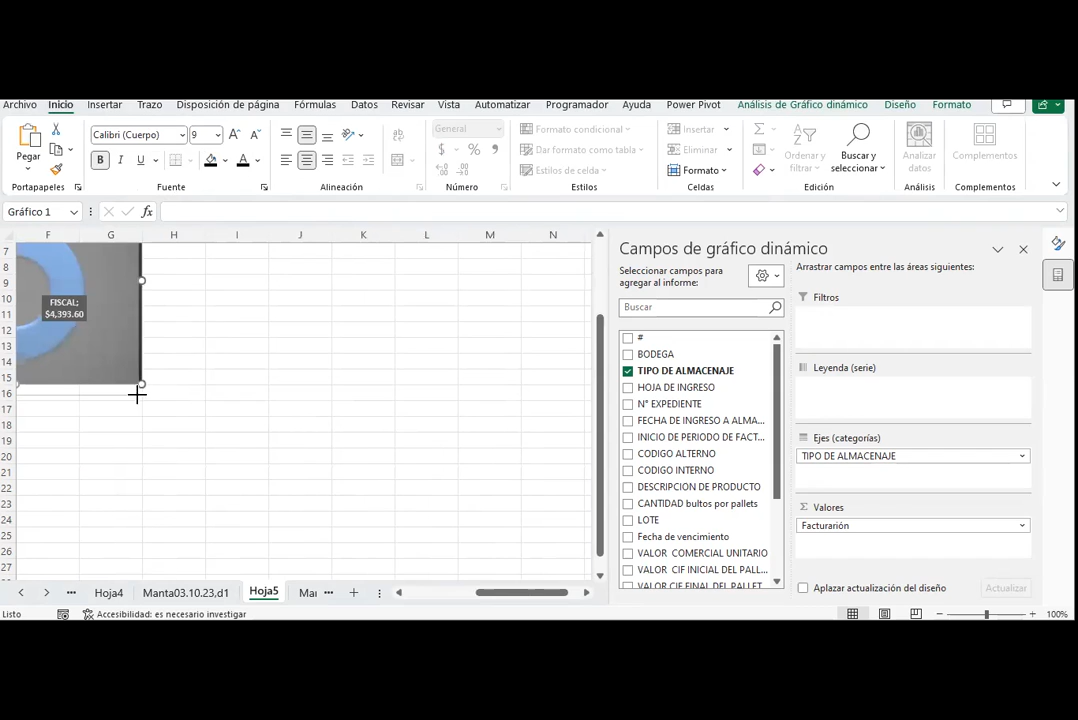 Archivo Inicio Insertar Trazo Disposición de página Fórmulas Datos Revisar Vista Automatizar Programador Ayuda Power Pivot Análisis de Gráfico dinámico Diseño Formato
Pegar
Calibri (Cuerpo) 9
N K S
General
$ % 9
Formato condicional
Dar formato como tabla
Estilos de celda
Insertar
Eliminar
Formato
Ordenar y filtrar
Buscar y seleccionar
Analizar datos
Complementos
Portapapeles Fuente Alineación Número Estilos Celdas Edición Análisis Complementos
Gráfico 1 fx
F G H I J K L M N
7
8
9
10
11
12
13
14
15
16
17
18
19
20
21
22
23
24
25
26
27
FISCAL;
$4,393.60
Campos de gráfico dinámico
Seleccionar campos para
agregar al informe:
Buscar
#
BODEGA
TIPO DE ALMACENAJE
HOJA DE INGRESO
N° EXPEDIENTE
FECHA DE INGRESO A ALMA...
INICIO DE PERIODO DE FACT...
CODIGO ALTERNO
CODIGO INTERNO
DESCRIPCION DE PRODUCTO
CANTIDAD bultos por pallets
LOTE
Fecha de vencimiento
VALOR COMERCIAL UNITARIO
VALOR CIF INICIAL DEL PALL...
VALOR CIF FINAL DEL PALLET
Arrastrar campos entre las áreas siguientes:
Filtros
Leyenda (serie)
Ejes (categorías)
TIPO DE ALMACENAJE
Σ Valores
Facturarión
Aplazar actualización del diseño Actualizar
Hoja4 Manta03.10.23,d1 Hoja5 Mar ...
Listo Accesibilidad: es necesario investigar 100%